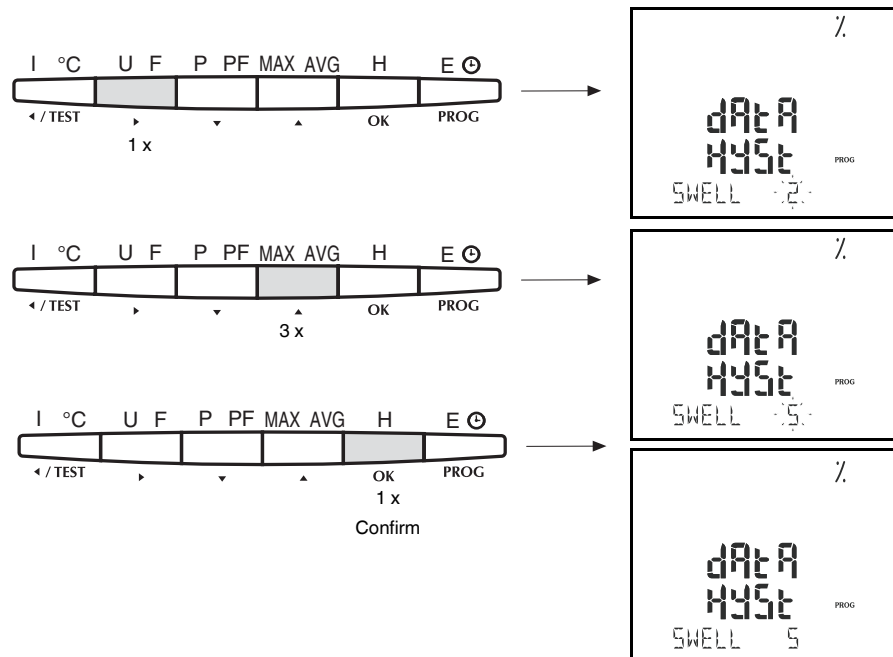 %
I °C U F P PF MAX AVG H E
/ TEST OK PROG
1 x
dAtA
HYSt
PROG
SWELL 2
%
I °C U F P PF MAX AVG H E
/ TEST OK PROG
3 x
dAtA
HYSt
PROG
SWELL 5
I °C U F P PF MAX AVG H E
/ TEST OK PROG
1 x
Confirm
%
dAtA
HYSt
PROG
SWELL 5